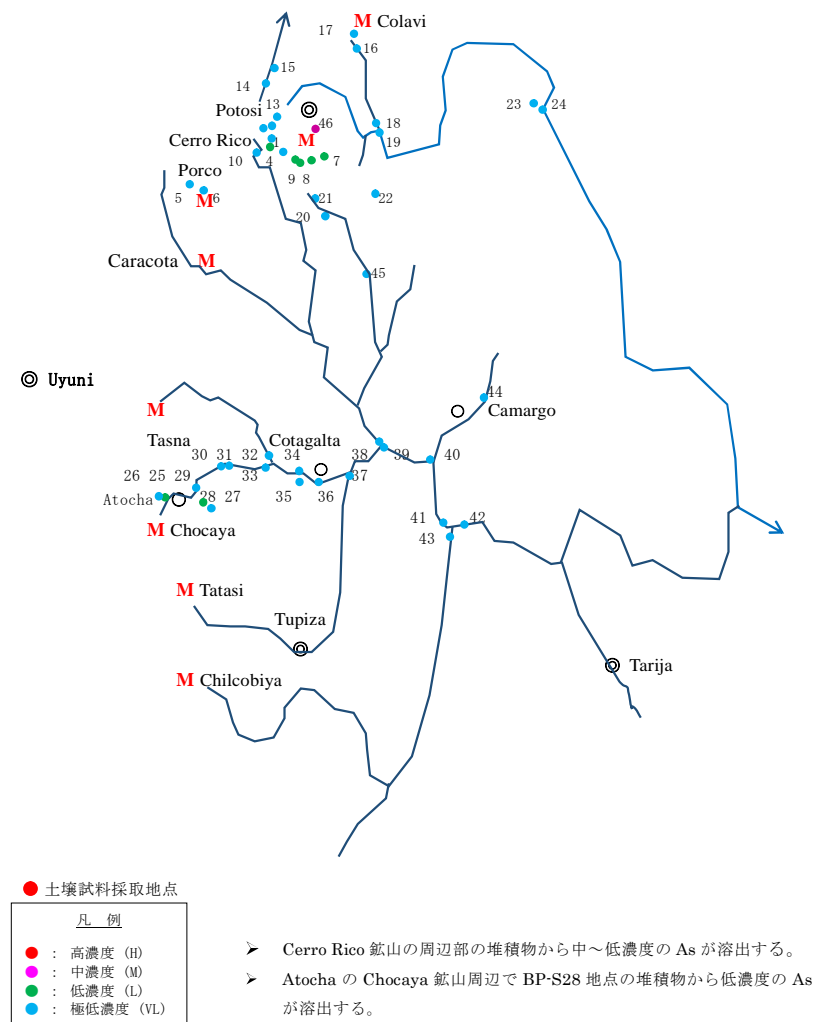 17 M Colavi
16
15
14
13
Potosi
46
23 24
18
Cerro Rico 1 M
19
10 4 7
Porco
9 8
5 M 6
21 22
20
Caracota M
45
Uyuni
M
44
Camargo
Tasna Cotagalta 38
30 31 32 34 39 40
26 25 29 33 37
Atocha 28 27 35 36
M Chocaya
41 42
43
M Tatasi
Tupiza
Tarija
M Chilcobiya
土壌試料採取地点
凡 例
: 高濃度 (H)
: 中濃度 (M)
: 低濃度 (L)
: 極低濃度 (VL)
➢ Cerro Rico 鉱山の周辺部の堆積物から中～低濃度の As が溶出する。
➢ Atocha の Chocaya 鉱山周辺で BP-S28 地点の堆積物から低濃度の As
が溶出する。